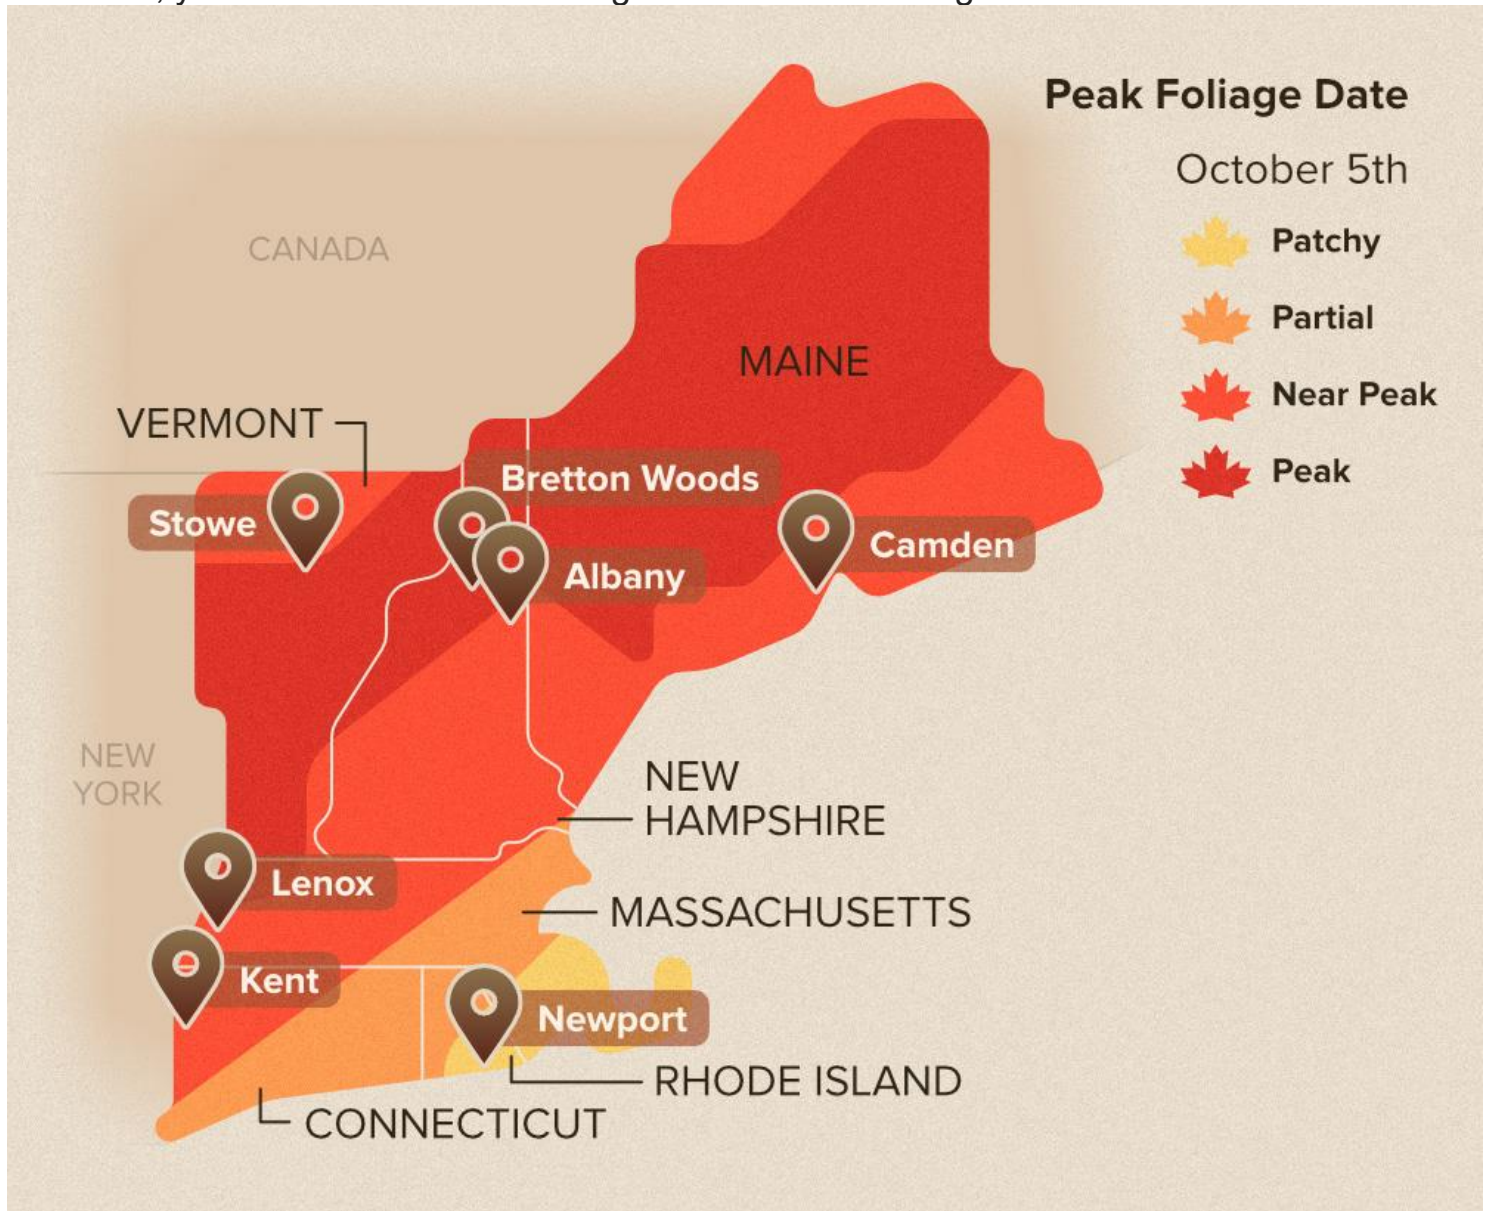 Peak Foliage Date
October 5th
Patchy
Partial
Near Peak
Peak
CANADA
MAINE
VERMONT
Bretton Woods
Stowe
Camden
Albany
NEW
YORK
NEW
HAMPSHIRE
Lenox
MASSACHUSETTS
Kent
Newport
RHODE ISLAND
CONNECTICUT